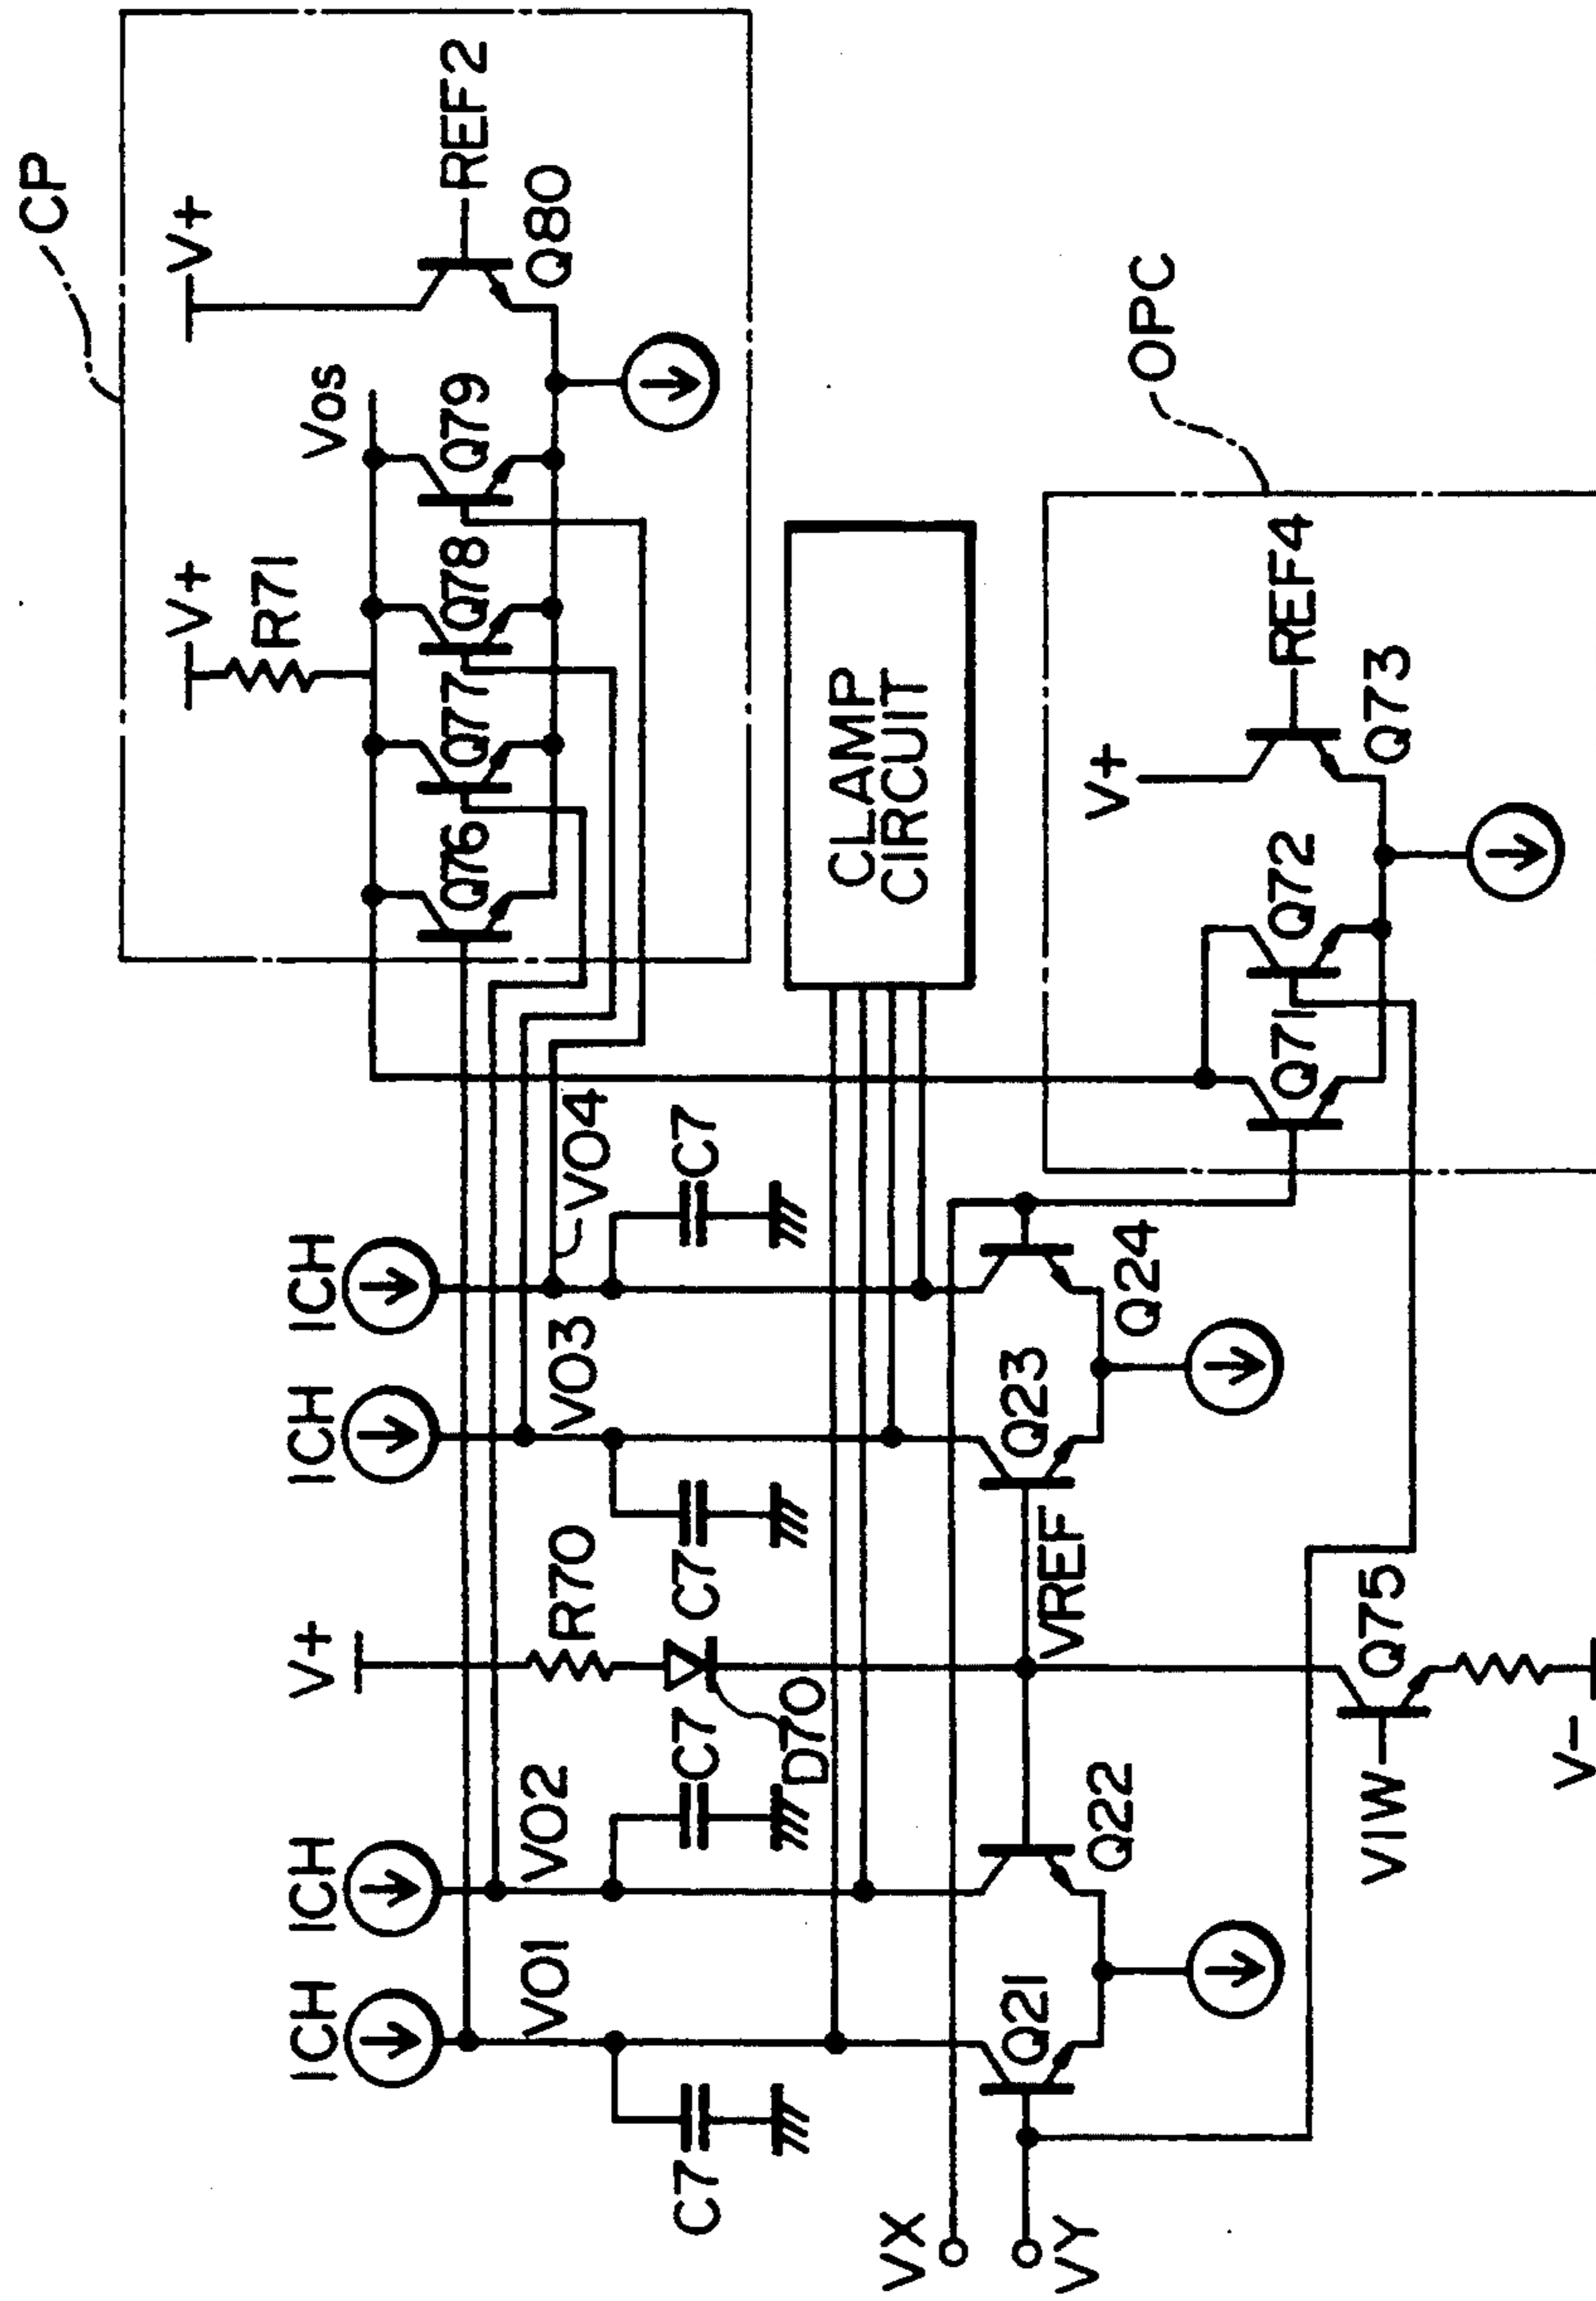 CP
V+
REF2
Q80
Vos
V+
R71
Q76
Q77
Q78
Q79
CLAMP
CIRCUIT
OPC
REF4
V+
Q73
Q72
Q71
ICH
ICH
ICH
ICH
V+
R70
D70
VO1
VO2
VO3
VO4
C7
C7
C7
C7
Q21
Q22
VREF
Q23
Q24
Q75
VIW
V-
VX
VY